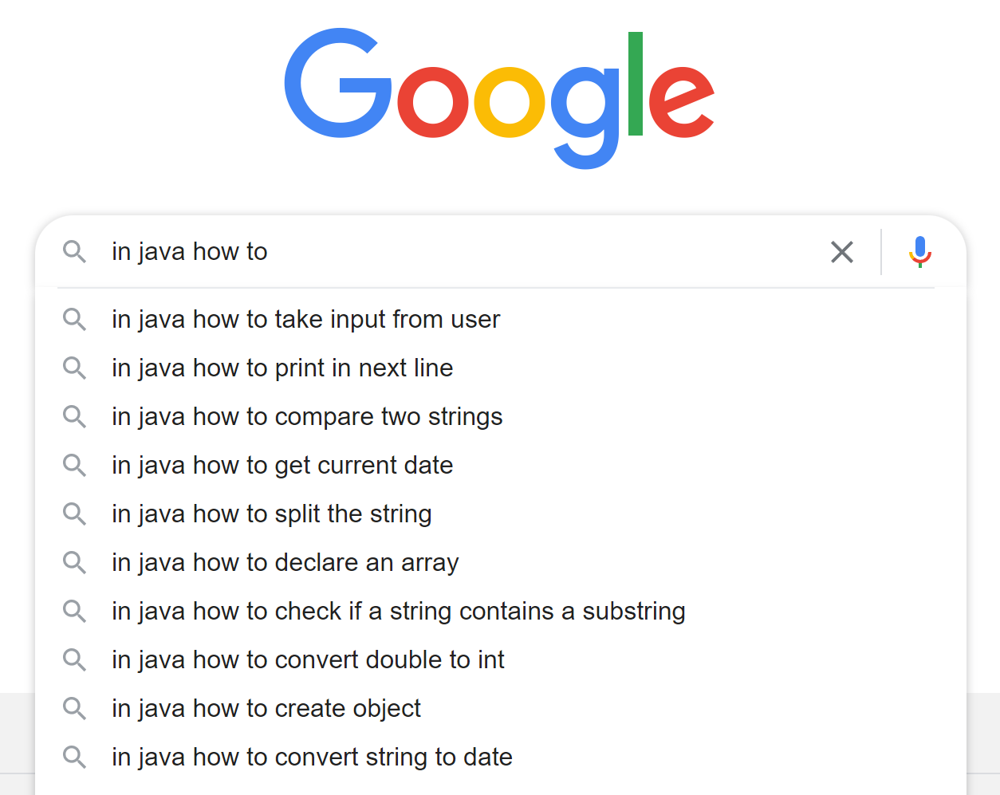 Google
in java how to
in java how to take input from user
in java how to print in next line
in java how to compare two strings
in java how to get current date
in java how to split the string
in java how to declare an array
in java how to check if a string contains a substring
in java how to convert double to int
in java how to create object
in java how to convert string to date